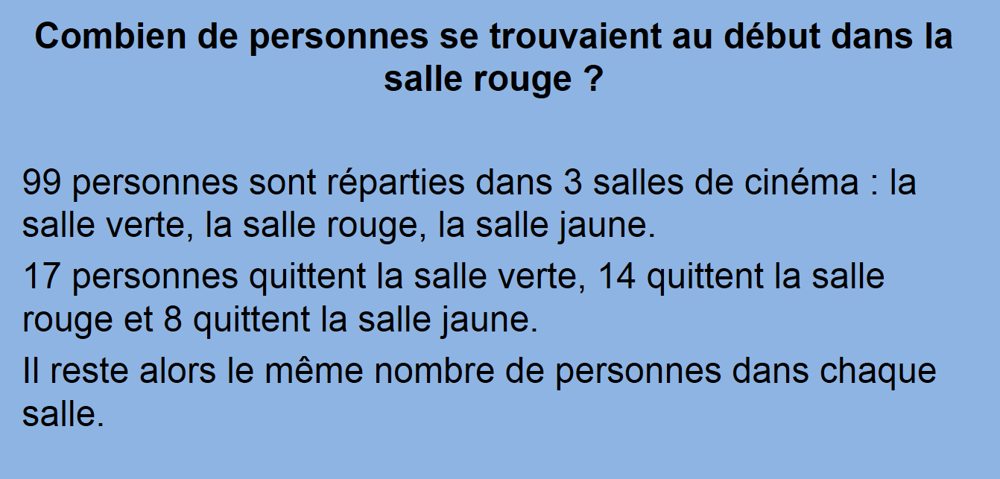 Combien de personnes se trouvaient au début dans la
salle rouge ?
99 personnes sont réparties dans 3 salles de cinéma : la
salle verte, la salle rouge, la salle jaune.
17 personnes quittent la salle verte, 14 quittent la salle
rouge et 8 quittent la salle jaune.
Il reste alors le même nombre de personnes dans chaque
salle.